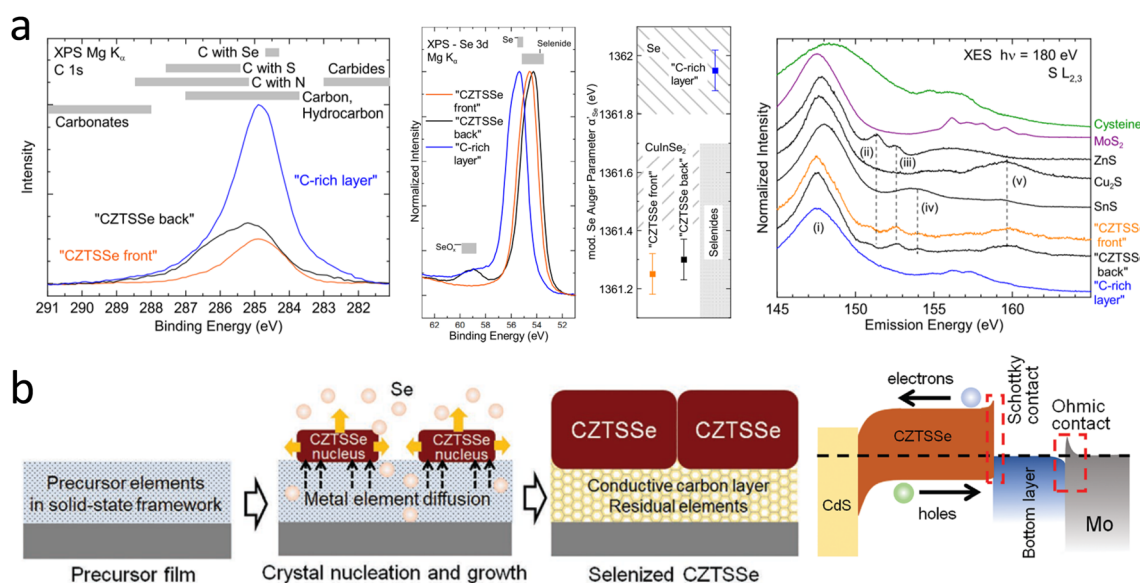 a
XPS Mg Kα
C 1s
C with Se
C with S
C with N
Carbides
Carbon,
Hydrocarbon
Carbonates
"C-rich layer"
"CZTSSe back"
"CZTSSe front"
Intensity
291 290 289 288 287 286 285 284 283 282
Binding Energy (eV)
XPS - Se 3d
Mg Kα
Se
Selenide
"CZTSSe
front"
"CZTSSe
back"
"C-rich
layer"
SeOx
Normalized Intensity
62 60 58 56 54 52
Binding Energy (eV)
mod. Se Auger Parameter α'Se (eV)
1362
1361.8
1361.6
1361.4
1361.2
Se
"C-rich
layer"
CuInSe2
"CZTSSe front"
"CZTSSe back"
Selenides
XES hν = 180 eV
S L2,3
Cysteine
MoS2
ZnS
Cu2S
SnS
"CZTSSe
front"
"CZTSSe
back"
"C-rich
layer"
(i)
(ii)
(iii)
(iv)
(v)
Normalized Intensity
145 150 155 160
Emission Energy (eV)
b
Precursor elements
in solid-state framework
Precursor film
Se
CZTSSe
nucleus
CZTSSe
nucleus
Metal element diffusion
Crystal nucleation and growth
CZTSSe
CZTSSe
Conductive carbon layer
Residual elements
Selenized CZTSSe
electrons
Schottky
contact
Ohmic
contact
CZTSSe
holes
CdS
Bottom layer
Mo